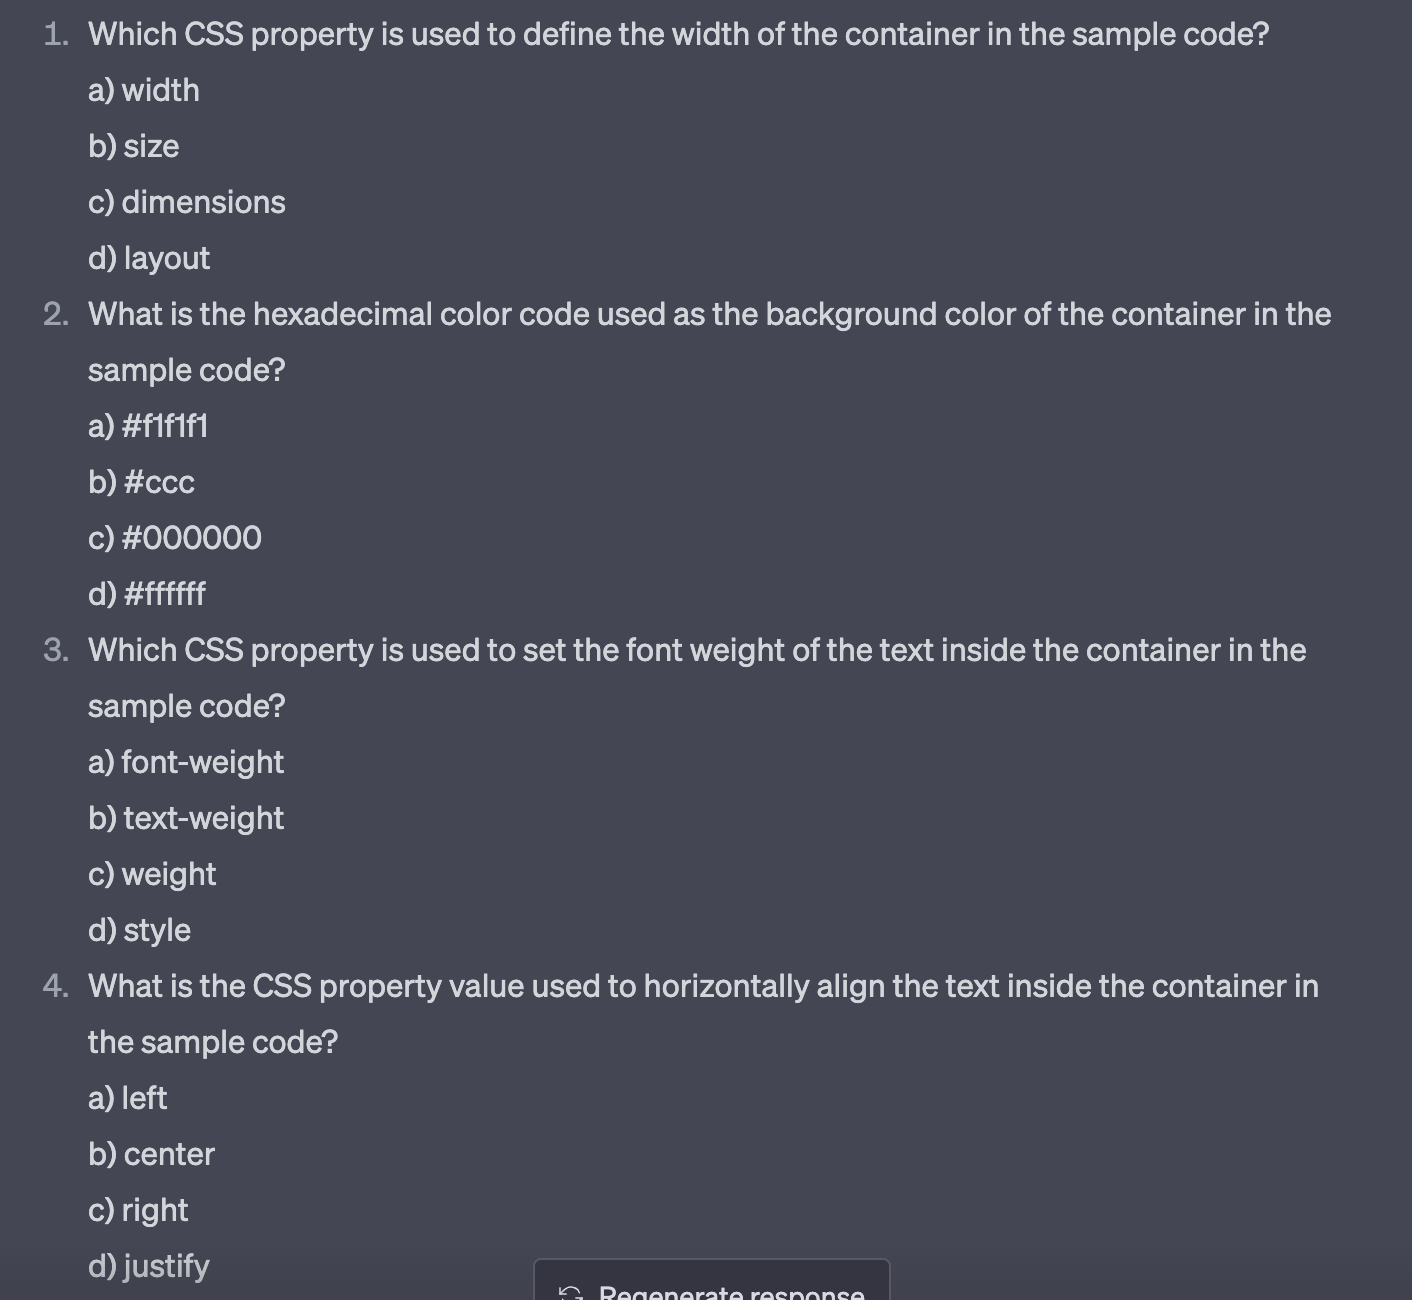 1. Which CSS property is used to define the width of the container in the sample code?
a) width
b) size
c) dimensions
d) layout
2. What is the hexadecimal color code used as the background color of the container in the
sample code?
a) #f1f1f1
b) #ccc
c) #000000
d) #ffffff
3. Which CSS property is used to set the font weight of the text inside the container in the
sample code?
a) font-weight
b) text-weight
c) weight
d) style
4. What is the CSS property value used to horizontally align the text inside the container in
the sample code?
a) left
b) center
c) right
d) justify
Regenerate response